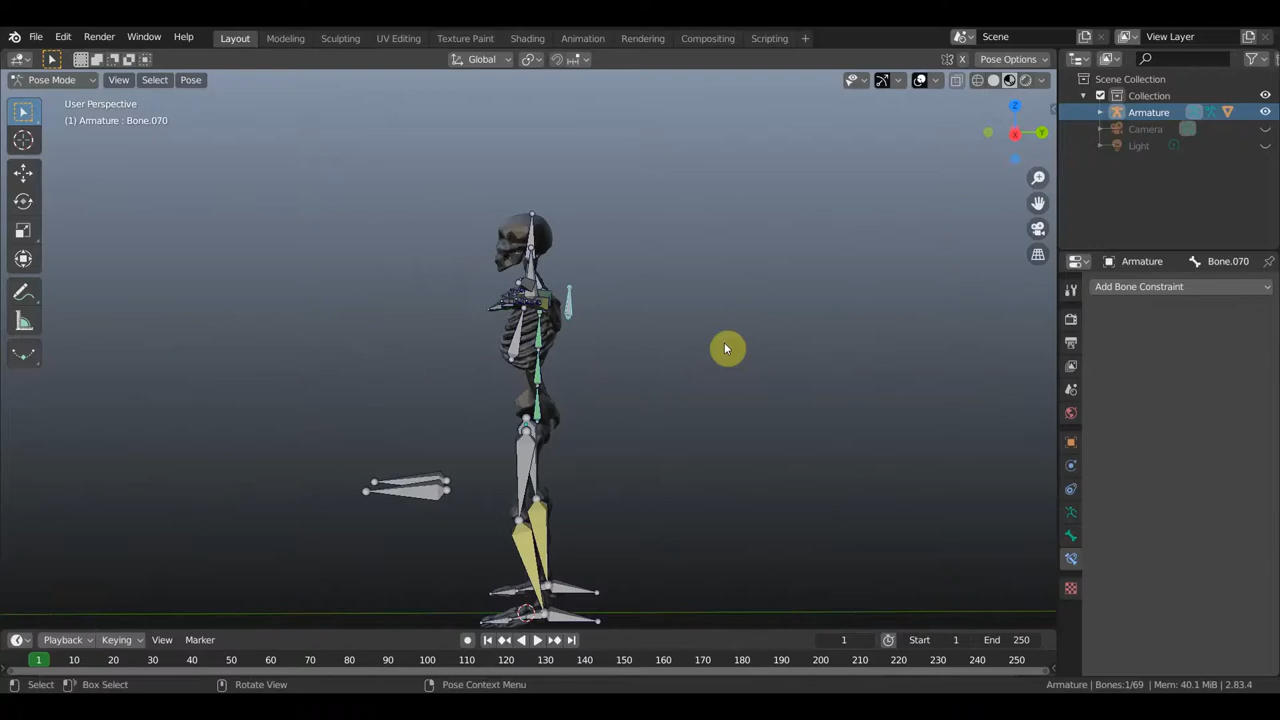 File Edit Render Window Help Layout Modeling Sculpting UV Editing Texture Paint Shading Animation Rendering Compositing Scripting + Scene View Layer
Global X Pose Options
Pose Mode View Select Pose
User Perspective
(1) Armature : Bone.070
Z
Y
X
Scene Collection
Collection
Armature
Camera
Light
Armature Bone.070
Add Bone Constraint
Playback Keying View Marker 1 Start 1 End 250
1 10 20 30 40 50 60 70 80 90 100 110 120 130 140 150 160 170 180 190 200 210 220 230 240 250
Select Box Select Rotate View Pose Context Menu Armature | Bones:1/69 | Mem: 40.1 MiB | 2.83.4